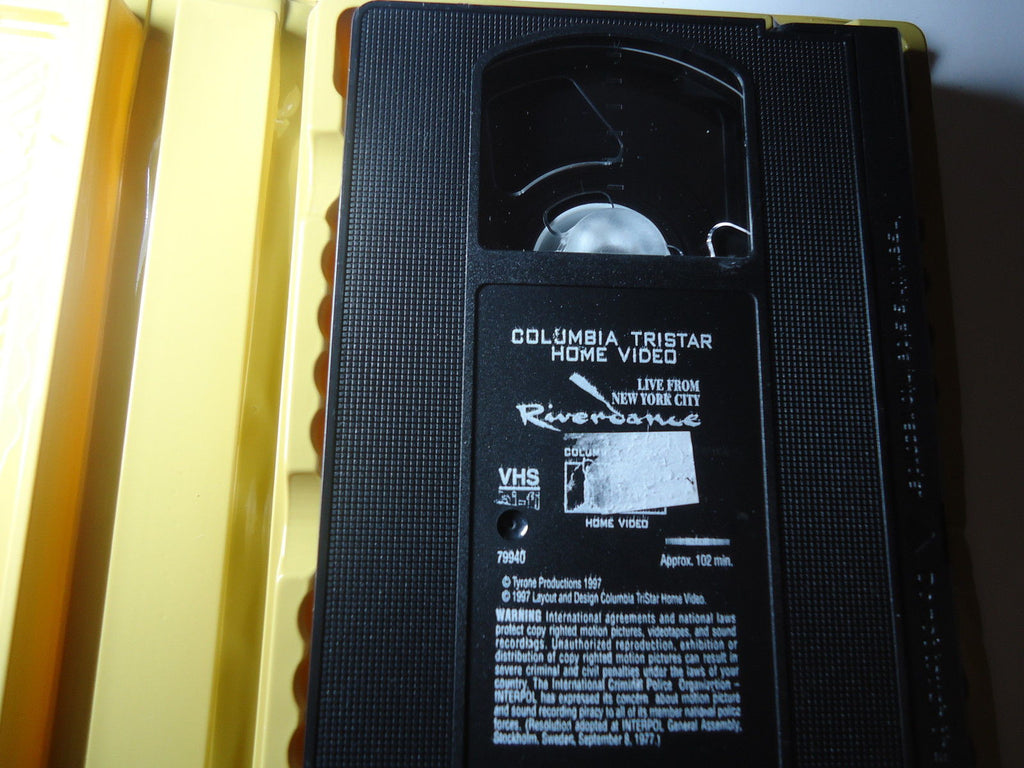 COLUMBIA TRISTAR
HOME VIDEO
LIVE FROM
NEW YORK CITY
Riverdance
COLUM
VHS
hi-fi
HOME VIDEO
79940
Approx. 102 min.
© Tyrone Productions 1997
© 1997 Layout and Design Columbia TriStar Home Video.
WARNING International agreements and national laws
protect copy righted motion pictures, videotapes, and sound
recordings. Unauthorized reproduction, exhibition or
distribution of copy righted motion pictures can result in
severe criminal and civil penalties under the laws of your
country. The International Criminal Police Organization -
INTERPOL, has expressed its concern about motion picture
and sound recording piracy to all of its member national police
forces. (Resolution adopted at INTERPOL General Assembly,
Stockholm, Sweden, September 8, 1977.)